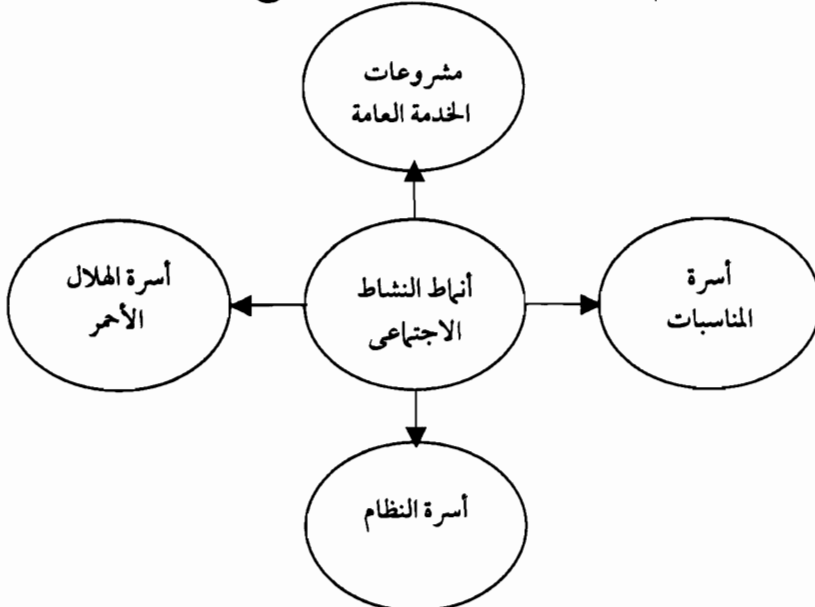 مشروعات
الخدمة العامة
أسرة
المناسبات
أنماط النشاط
الاجتماعى
أسرة الهلال
الأحمر
أسرة النظام